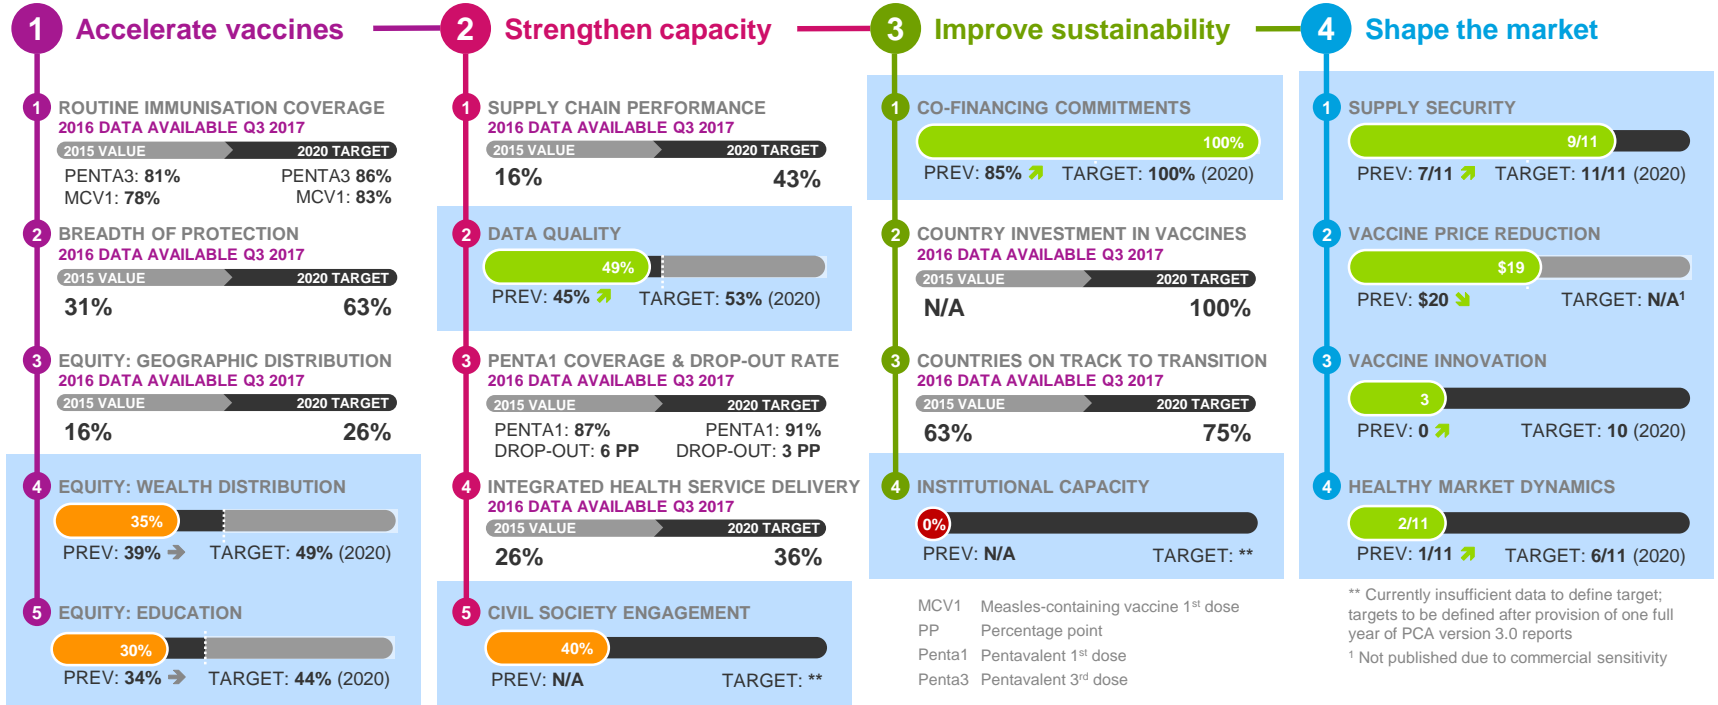 1 Accelerate vaccines
1 ROUTINE IMMUNISATION COVERAGE
2016 DATA AVAILABLE Q3 2017
2015 VALUE 2020 TARGET
PENTA3: 81% PENTA3 86%
MCV1: 78% MCV1: 83%
2 BREADTH OF PROTECTION
2016 DATA AVAILABLE Q3 2017
2015 VALUE 2020 TARGET
31% 63%
3 EQUITY: GEOGRAPHIC DISTRIBUTION
2016 DATA AVAILABLE Q3 2017
2015 VALUE 2020 TARGET
16% 26%
4 EQUITY: WEALTH DISTRIBUTION
35%
PREV: 39% ➔ TARGET: 49% (2020)
5 EQUITY: EDUCATION
30%
PREV: 34% ➔ TARGET: 44% (2020)
2 Strengthen capacity
1 SUPPLY CHAIN PERFORMANCE
2016 DATA AVAILABLE Q3 2017
2015 VALUE 2020 TARGET
16% 43%
2 DATA QUALITY
49%
PREV: 45% TARGET: 53% (2020)
3 PENTA1 COVERAGE & DROP-OUT RATE
2016 DATA AVAILABLE Q3 2017
2015 VALUE 2020 TARGET
PENTA1: 87% PENTA1: 91%
DROP-OUT: 6 PP DROP-OUT: 3 PP
4 INTEGRATED HEALTH SERVICE DELIVERY
2016 DATA AVAILABLE Q3 2017
2015 VALUE 2020 TARGET
26% 36%
5 CIVIL SOCIETY ENGAGEMENT
40%
PREV: N/A TARGET: **
3 Improve sustainability
1 CO-FINANCING COMMITMENTS
100%
PREV: 85% TARGET: 100% (2020)
2 COUNTRY INVESTMENT IN VACCINES
2016 DATA AVAILABLE Q3 2017
2015 VALUE 2020 TARGET
N/A 100%
3 COUNTRIES ON TRACK TO TRANSITION
2016 DATA AVAILABLE Q3 2017
2015 VALUE 2020 TARGET
63% 75%
4 INSTITUTIONAL CAPACITY
0%
PREV: N/A TARGET: **
MCV1 Measles-containing vaccine 1st dose
PP Percentage point
Penta1 Pentavalent 1st dose
Penta3 Pentavalent 3rd dose
4 Shape the market
1 SUPPLY SECURITY
9/11
PREV: 7/11 TARGET: 11/11 (2020)
2 VACCINE PRICE REDUCTION
$19
PREV: $20 TARGET: N/A¹
3 VACCINE INNOVATION
3
PREV: 0 TARGET: 10 (2020)
4 HEALTHY MARKET DYNAMICS
2/11
PREV: 1/11 TARGET: 6/11 (2020)
** Currently insufficient data to define target;
targets to be defined after provision of one full
year of PCA version 3.0 reports
¹ Not published due to commercial sensitivity